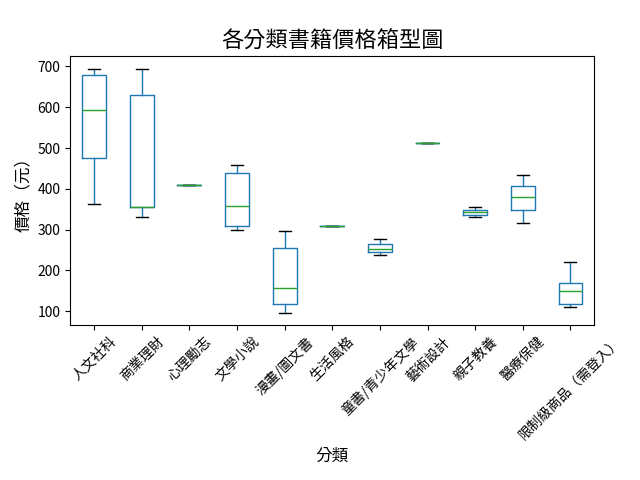 各分類書籍價格箱型圖
價格（元）
700
600
500
400
300
200
100
人文社科
商業理財
心理勵志
文學小說
漫畫/圖文書
生活風格
童書/青少年文學
藝術設計
親子教養
醫療保健
限制級商品（需登入）
分類